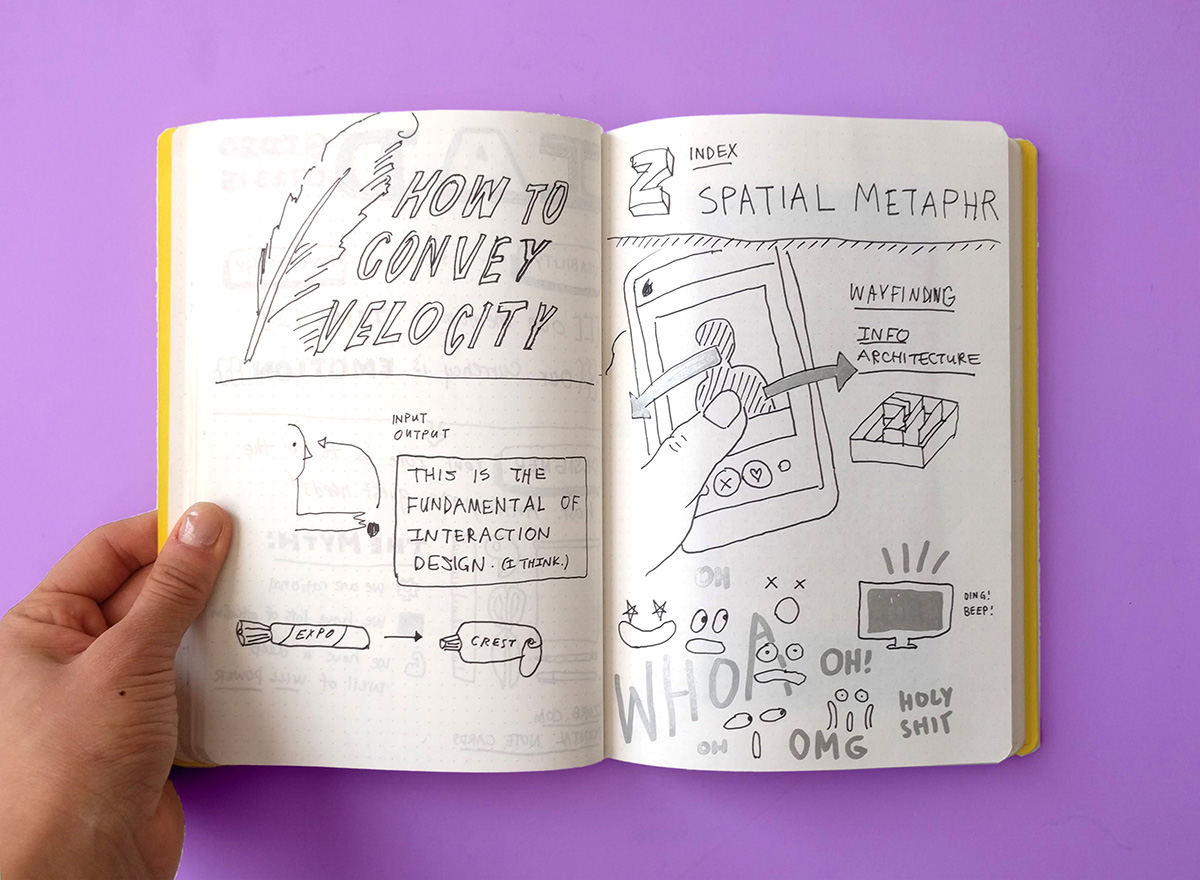 HOW TO
CONVEY
VELOCITY
INPUT
OUTPUT
THIS IS THE
FUNDAMENTAL OF
INTERACTION
DESIGN. (I THINK.)
EXPO
CREST
Z INDEX
SPATIAL METAPHR
WAYFINDING
INFO
ARCHITECTURE
DING!
BEEP!
OH
WHOA
OH!
HOLY
SHIT
OH
OMG